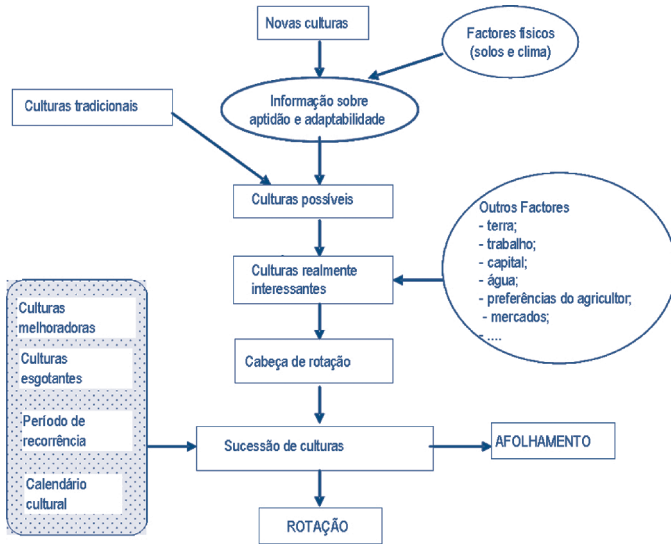 Novas culturas
Factores físicos
(solos e clima)
Informação sobre
aptidão e adaptabilidade
Culturas tradicionais
Culturas possíveis
Outros Factores
- terra;
- trabalho;
- capital;
- água;
- preferências do agricultor;
- mercados;
- ....
Culturas realmente
interessantes
Culturas
melhoradoras
Culturas
esgotantes
Período de
recorrência
Calendário
cultural
Cabeça de rotação
Sucessão de culturas
AFOLHAMENTO
ROTAÇÃO